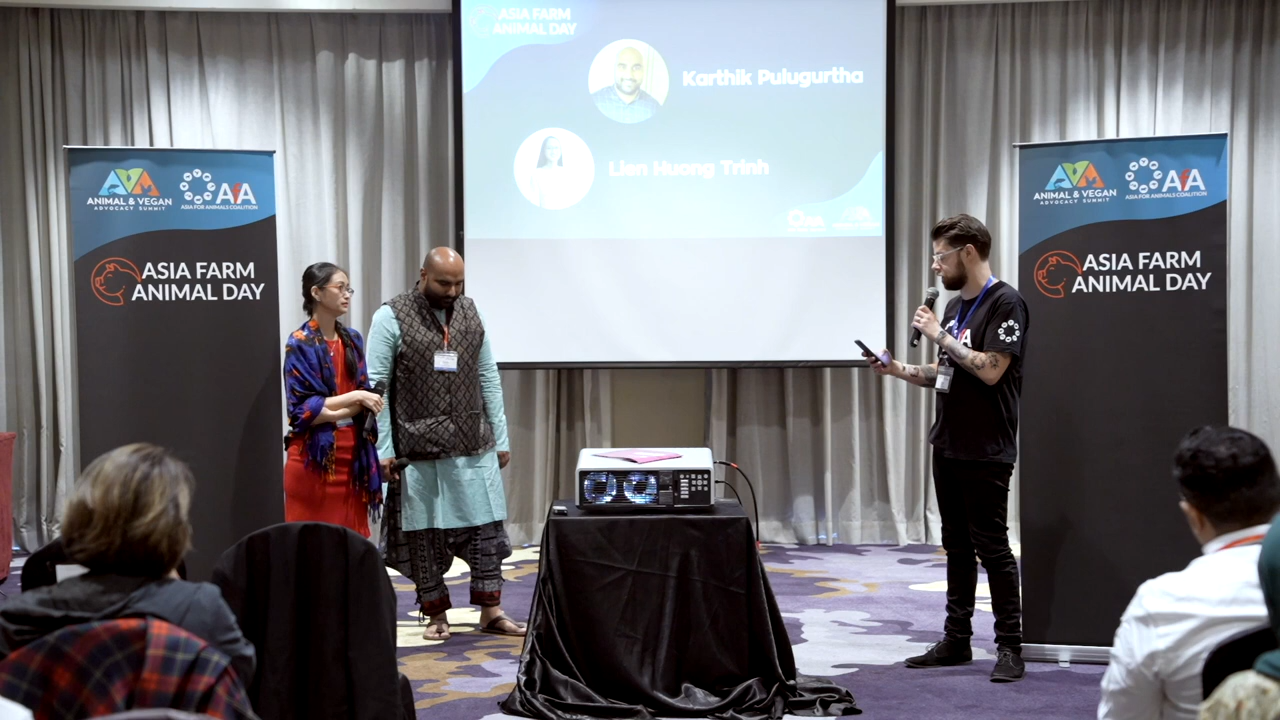 ASIA FARM
ANIMAL DAY
Karthik Pulugurtha
Lien Huong Trinh
ANIMAL & VEGAN
ADVOCACY SUMMIT
AfA
ASIA FOR ANIMALS COALITION
ASIA FARM
ANIMAL DAY
ANIMAL & VEGAN
ADVOCACY SUMMIT
AfA
ASIA FOR ANIMALS COALITION
ASIA FARM
ANIMAL DAY